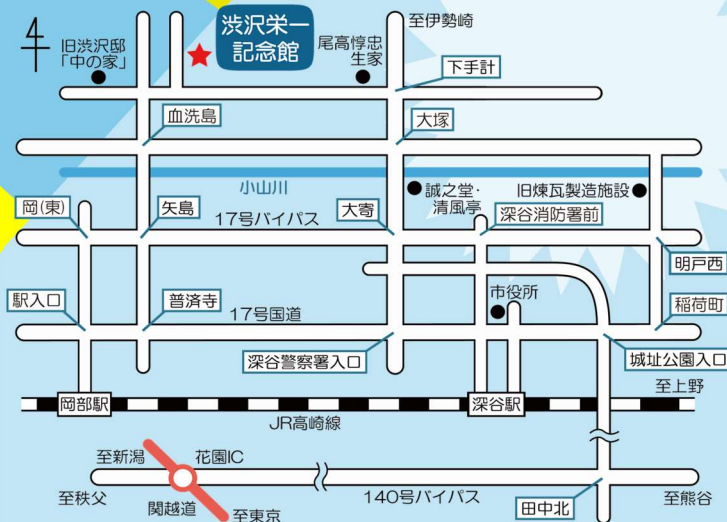 渋沢栄一
記念館
至伊勢崎
旧渋沢邸
「中の家」
尾高惇忠
生家
下手計
血洗島
大塚
小山川
誠之堂・
清風亭
旧煉瓦製造施設
岡(東)
矢島
17号バイパス
大寄
深谷消防署前
明戸西
駅入口
普済寺
17号国道
市役所
稲荷町
深谷警察署入口
城址公園入口
至上野
岡部駅
深谷駅
JR高崎線
至新潟
花園IC
至秩父
関越道
至東京
140号バイパス
田中北
至熊谷